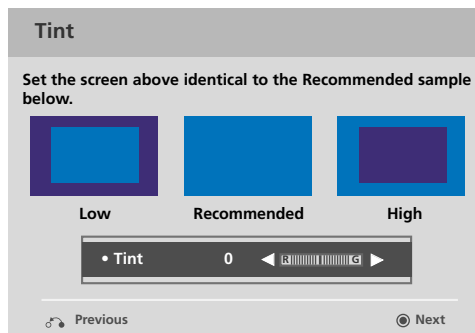 Tint
Set the screen above identical to the Recommended sample
below.
Low Recommended High
• Tint 0 ◀ R G ▶
Previous Next